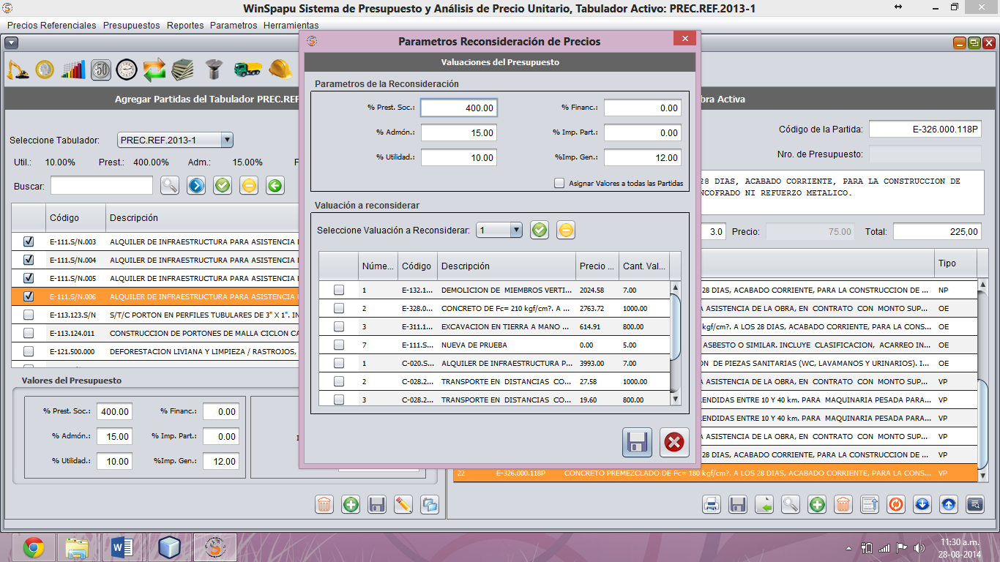 WinSpapu Sistema de Presupuesto y Análisis de Precio Unitario, Tabulador Activo: PREC.REF.2013-1
Precios Referenciales Presupuestos Reportes Parametros Herramientas
Agregar Partidas del Tabulador PREC.REF
Seleccione Tabulador: PREC.REF.2013-1
Util.: 10.00% Prest.: 400.00% Adm.: 15.00% F
Buscar:
Código Descripción
E-111.S/N.003 ALQUILER DE INFRAESTRUCTURA PARA ASISTENCIA
E-111.S/N.004 ALQUILER DE INFRAESTRUCTURA PARA ASISTENCIA
E-111.S/N.005 ALQUILER DE INFRAESTRUCTURA PARA ASISTENCIA
E-111.S/N.006 ALQUILER DE INFRAESTRUCTURA PARA ASISTENCIA
E-113.123.S/N S/T/C PORTON EN PERFILES TUBULARES DE 3" X 1". IN
E-113.124.011 CONSTRUCCION DE PORTONES DE MALLA CICLON CA
E-121.500.000 DEFORESTACION LIVIANA Y LIMPIEZA / RASTROJOS,
Valores del Presupuesto
% Prest. Soc.: 400.00 % Financ.: 0.00
% Admón.: 15.00 % Imp. Part.: 0.00
% Utilidad.: 10.00 %Imp. Gen.: 12.00
Parametros Reconsideración de Precios
Valuaciones del Presupuesto
Parametros de la Reconsideración
% Prest. Soc.: 400.00 % Financ.: 0.00
% Admón.: 15.00 % Imp. Part.: 0.00
% Utilidad.: 10.00 %Imp. Gen.: 12.00
Asignar Valores a todas las Partidas
Valuación a reconsiderar
Seleccione Valuación a Reconsiderar: 1
Núme... Código Descripción Precio ... Cant. Val...
1 E-132.1... DEMOLICION DE MIEMBROS VERTI... 2024.58 7.00
2 E-328.0... CONCRETO DE Fc= 210 kgf/cm?. A ... 2763.72 1000.00
3 E-311.1... EXCAVACION EN TIERRA A MANO ... 614.91 800.00
7 E-111.S... NUEVA DE PRUEBA 0.00 5.00
1 C-020.S... ALQUILER DE INFRAESTRUCTURA P... 3993.00 7.00
2 C-028.2... TRANSPORTE EN DISTANCIAS CO... 27.58 1000.00
3 C-028.2... TRANSPORTE EN DISTANCIAS CO... 19.60 800.00
bra Activa
Código de la Partida: E-326.000.118P
Nro. de Presupuesto:
28 DIAS, ACABADO CORRIENTE, PARA LA CONSTRUCCION DE
NCOFRADO NI REFUERZO METALICO.
3.0 Precio: 75.00 Total: 225,00
Tipo
28 DIAS, ACABADO CORRIENTE, PARA LA CONSTRUCCION DE ... NP
ASISTENCIA DE LA OBRA, EN CONTRATO CON MONTO SUP... OE
kgf/cm?. A LOS 28 DIAS, ACABADO CORRIENTE, PARA LA CONS... OE
ASBESTO O SIMILAR. INCLUYE CLASIFICACION, ACARREO IN... OE
ON DE PIEZAS SANITARIAS (WC, LAVAMANOS Y URINARIOS). I... OE
A ASISTENCIA DE LA OBRA, EN CONTRATO CON MONTO SUP... VP
ENDIDAS ENTRE 10 Y 40 km. PARA MAQUINARIA PESADA PARA... VP
ENDIDAS ENTRE 10 Y 40 km. PARA MAQUINARIA PESADA PARA... VP
A ASISTENCIA DE LA OBRA, EN CONTRATO CON MONTO SUP... VP
28 DIAS, ACABADO CORRIENTE, PARA LA CONSTRUCCION DE ... VP
22 E-326.000.118P CONCRETO PREMEZCLADO DE Fc= 180 kgf/cm?. A LOS 28 DIAS, ACABADO CORRIENTE, PARA LA CONS... VP
11:30 a.m.
28-08-2014